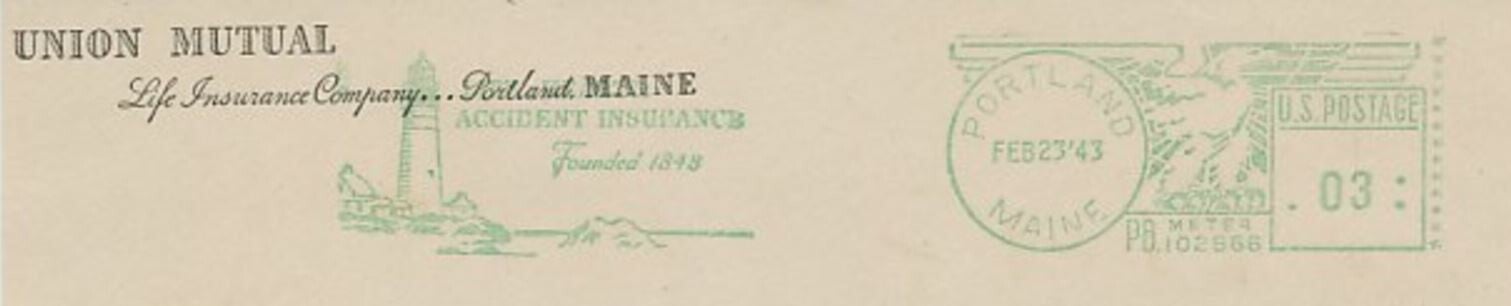 UNION MUTUAL
Life Insurance Company... Portland, MAINE
ACCIDENT INSURANCE
Founded 1848
PORTLAND
FEB 23 '43
MAINE
U.S. POSTAGE
.03:
PB. METER
102966